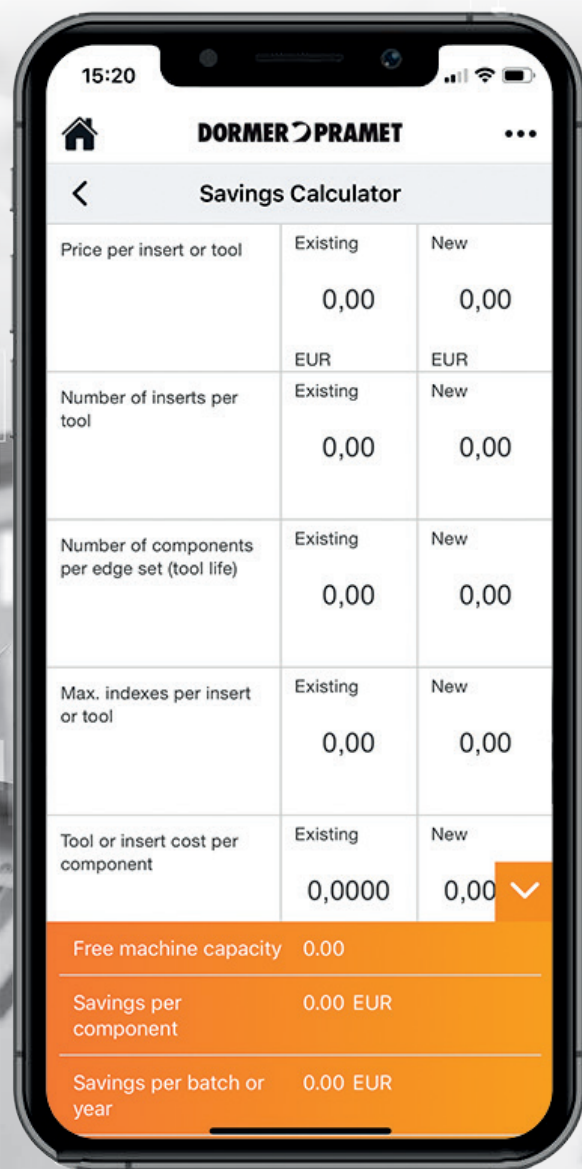 15:20
DORMER PRAMET
Savings Calculator
Price per insert or tool
Existing
0,00
EUR
New
0,00
EUR
Number of inserts per
tool
Existing
0,00
New
0,00
Number of components
per edge set (tool life)
Existing
0,00
New
0,00
Max. indexes per insert
or tool
Existing
0,00
New
0,00
Tool or insert cost per
component
Existing
0,0000
New
0,00
Free machine capacity 0.00
Savings per
component
0.00 EUR
Savings per batch or
year
0.00 EUR